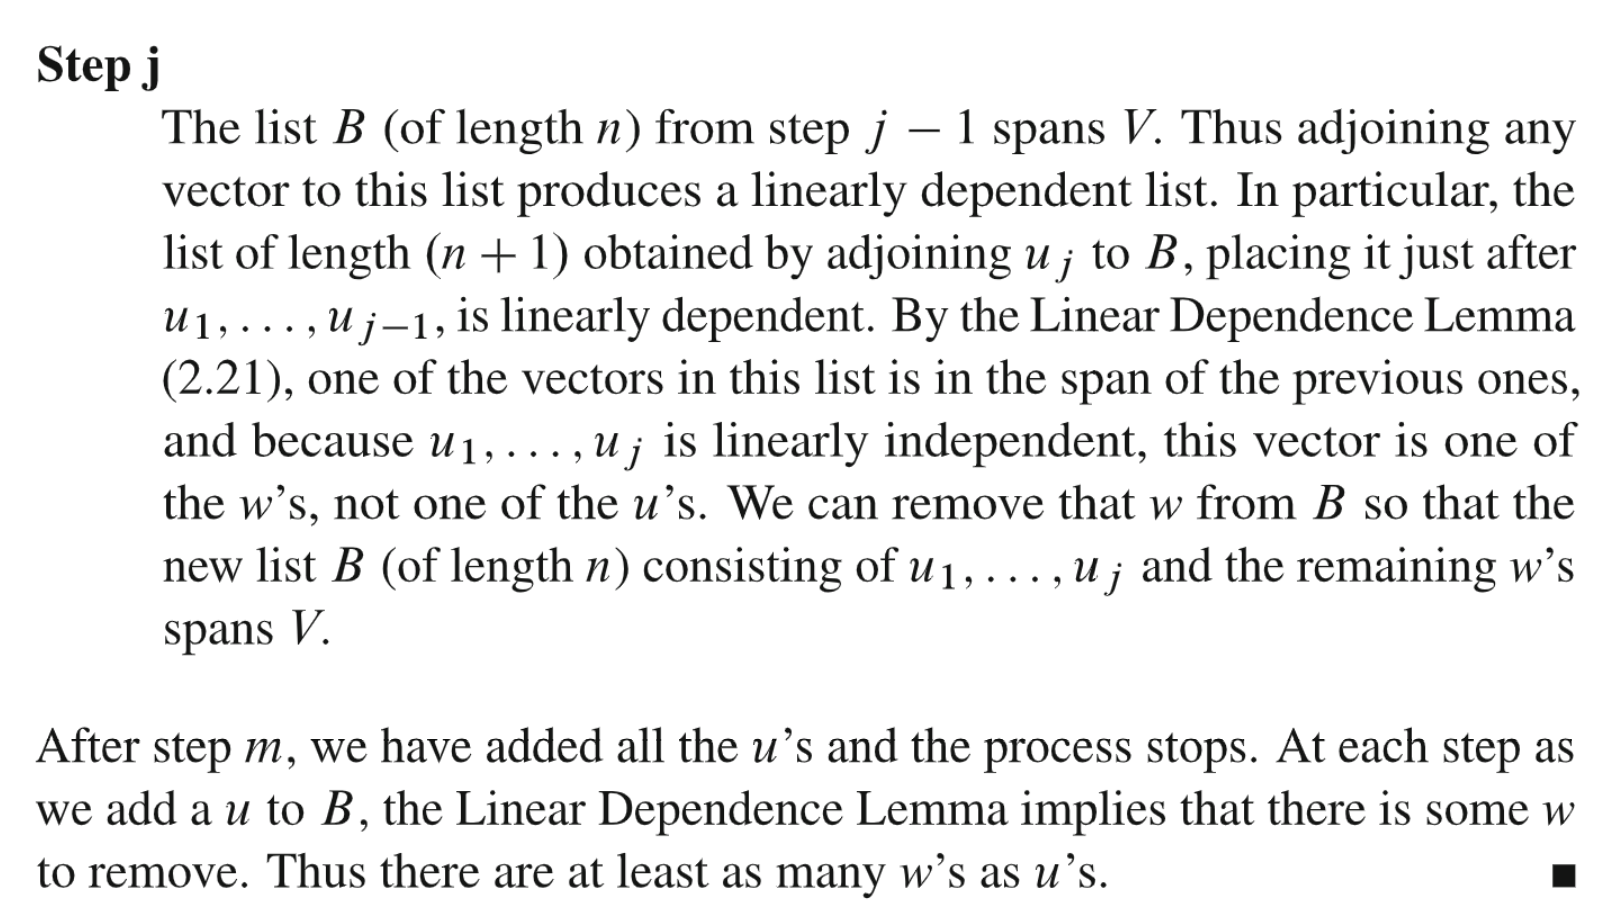 Step j
The list B (of length n) from step j − 1 spans V. Thus adjoining any
vector to this list produces a linearly dependent list. In particular, the
list of length (n + 1) obtained by adjoining u_j to B, placing it just after
u_1, . . . , u_{j−1}, is linearly dependent. By the Linear Dependence Lemma
(2.21), one of the vectors in this list is in the span of the previous ones,
and because u_1, . . . , u_j is linearly independent, this vector is one of
the w’s, not one of the u’s. We can remove that w from B so that the
new list B (of length n) consisting of u_1, . . . , u_j and the remaining w’s
spans V.
After step m, we have added all the u’s and the process stops. At each step as
we add a u to B, the Linear Dependence Lemma implies that there is some w
to remove. Thus there are at least as many w’s as u’s. ■